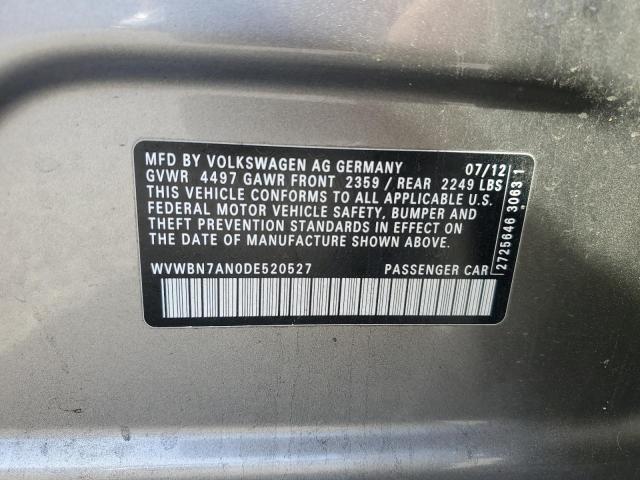 MFD BY VOLKSWAGEN AG GERMANY 07/12
GVWR 4497 GAWR FRONT 2359 / REAR 2249 LBS
THIS VEHICLE CONFORMS TO ALL APPLICABLE U.S.
FEDERAL MOTOR VEHICLE SAFETY, BUMPER AND
THEFT PREVENTION STANDARDS IN EFFECT ON
THE DATE OF MANUFACTURE SHOWN ABOVE.
WVWBN7AN0DE520527 PASSENGER CAR
2725646 3063 1